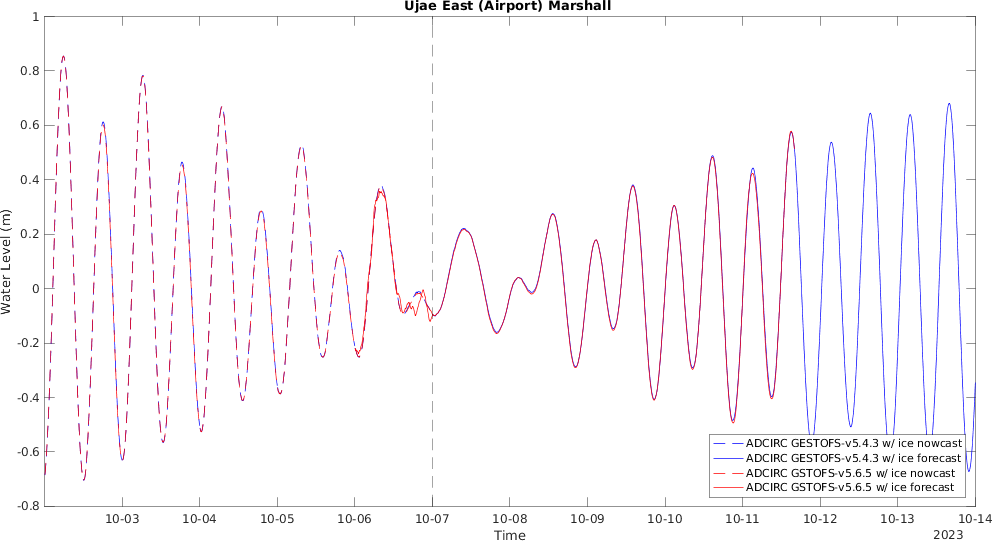 Ujae East (Airport) Marshall
1
0.8
0.6
0.4
0.2
0
-0.2
-0.4
-0.6
-0.8
Water Level (m)
ADCIRC GESTOFS-v5.4.3 w/ ice nowcast
ADCIRC GESTOFS-v5.4.3 w/ ice forecast
ADCIRC GSTOFS-v5.6.5 w/ ice nowcast
ADCIRC GSTOFS-v5.6.5 w/ ice forecast
10-03 10-04 10-05 10-06 10-07 10-08 10-09 10-10 10-11 10-12 10-13 10-14
Time
2023